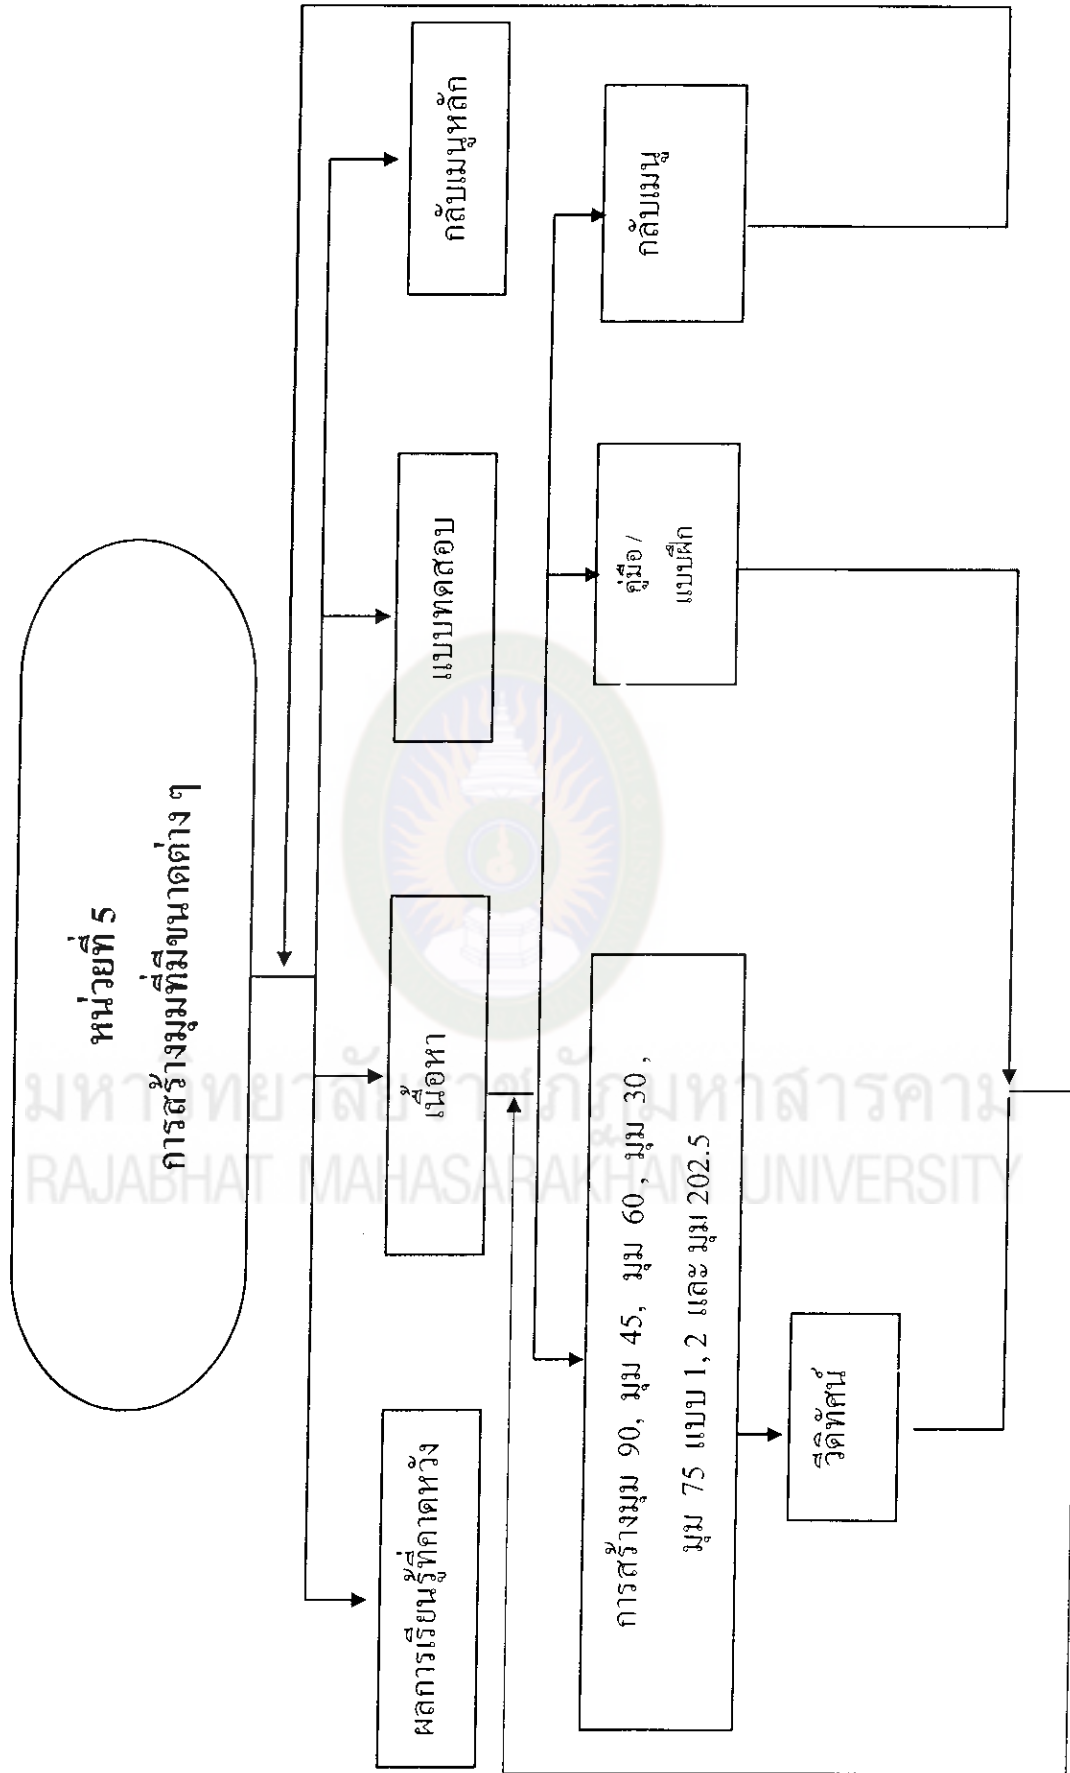 หน่วยที่ 5
การสร้างมุมที่มีขนาดต่าง ๆ
ผลการเรียนรู้ที่คาดหวัง
เนื้อหา
แบบทดสอบ
กลับเมนูหลัก
การสร้างมุม 90, มุม 45, มุม 60 , มุม 30 ,
มุม 75 แบบ 1, 2 และ มุม 202.5
คู่มือ /
แบบฝึก
กลับเมนู
วีดิทัศน์
มหาวิทยาลัยราชภัฏมหาสารคาม
RAJABHAT MAHASARAKHAM UNIVERSITY